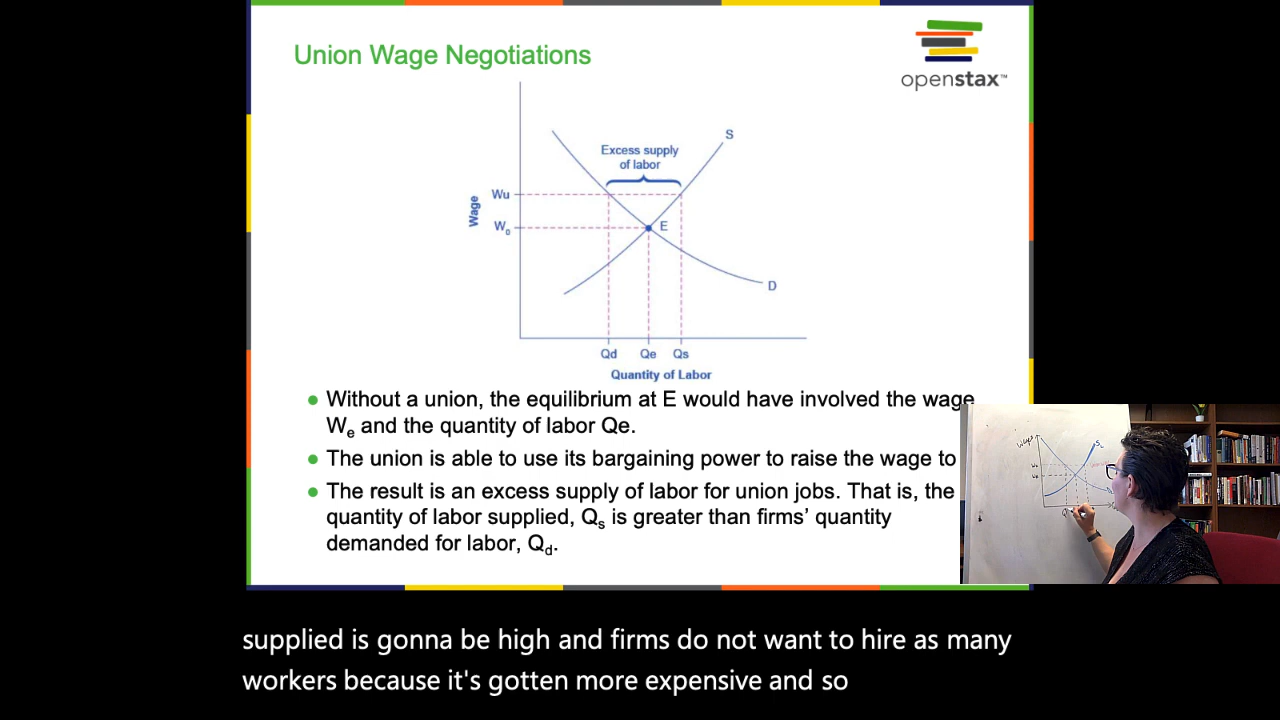 Union Wage Negotiations
openstax™
S
Excess supply
of labor
Wu
Wage
W₀
E
D
Qd Qe Qs
Quantity of Labor
• Without a union, the equilibrium at E would have involved the wage
Wₑ and the quantity of labor Qe.
• The union is able to use its bargaining power to raise the wage to
• The result is an excess supply of labor for union jobs. That is, the
quantity of labor supplied, Qₛ is greater than firms’ quantity
demanded for labor, Q_d.
Wage
supplied is gonna be high and firms do not want to hire as many
workers because it's gotten more expensive and so